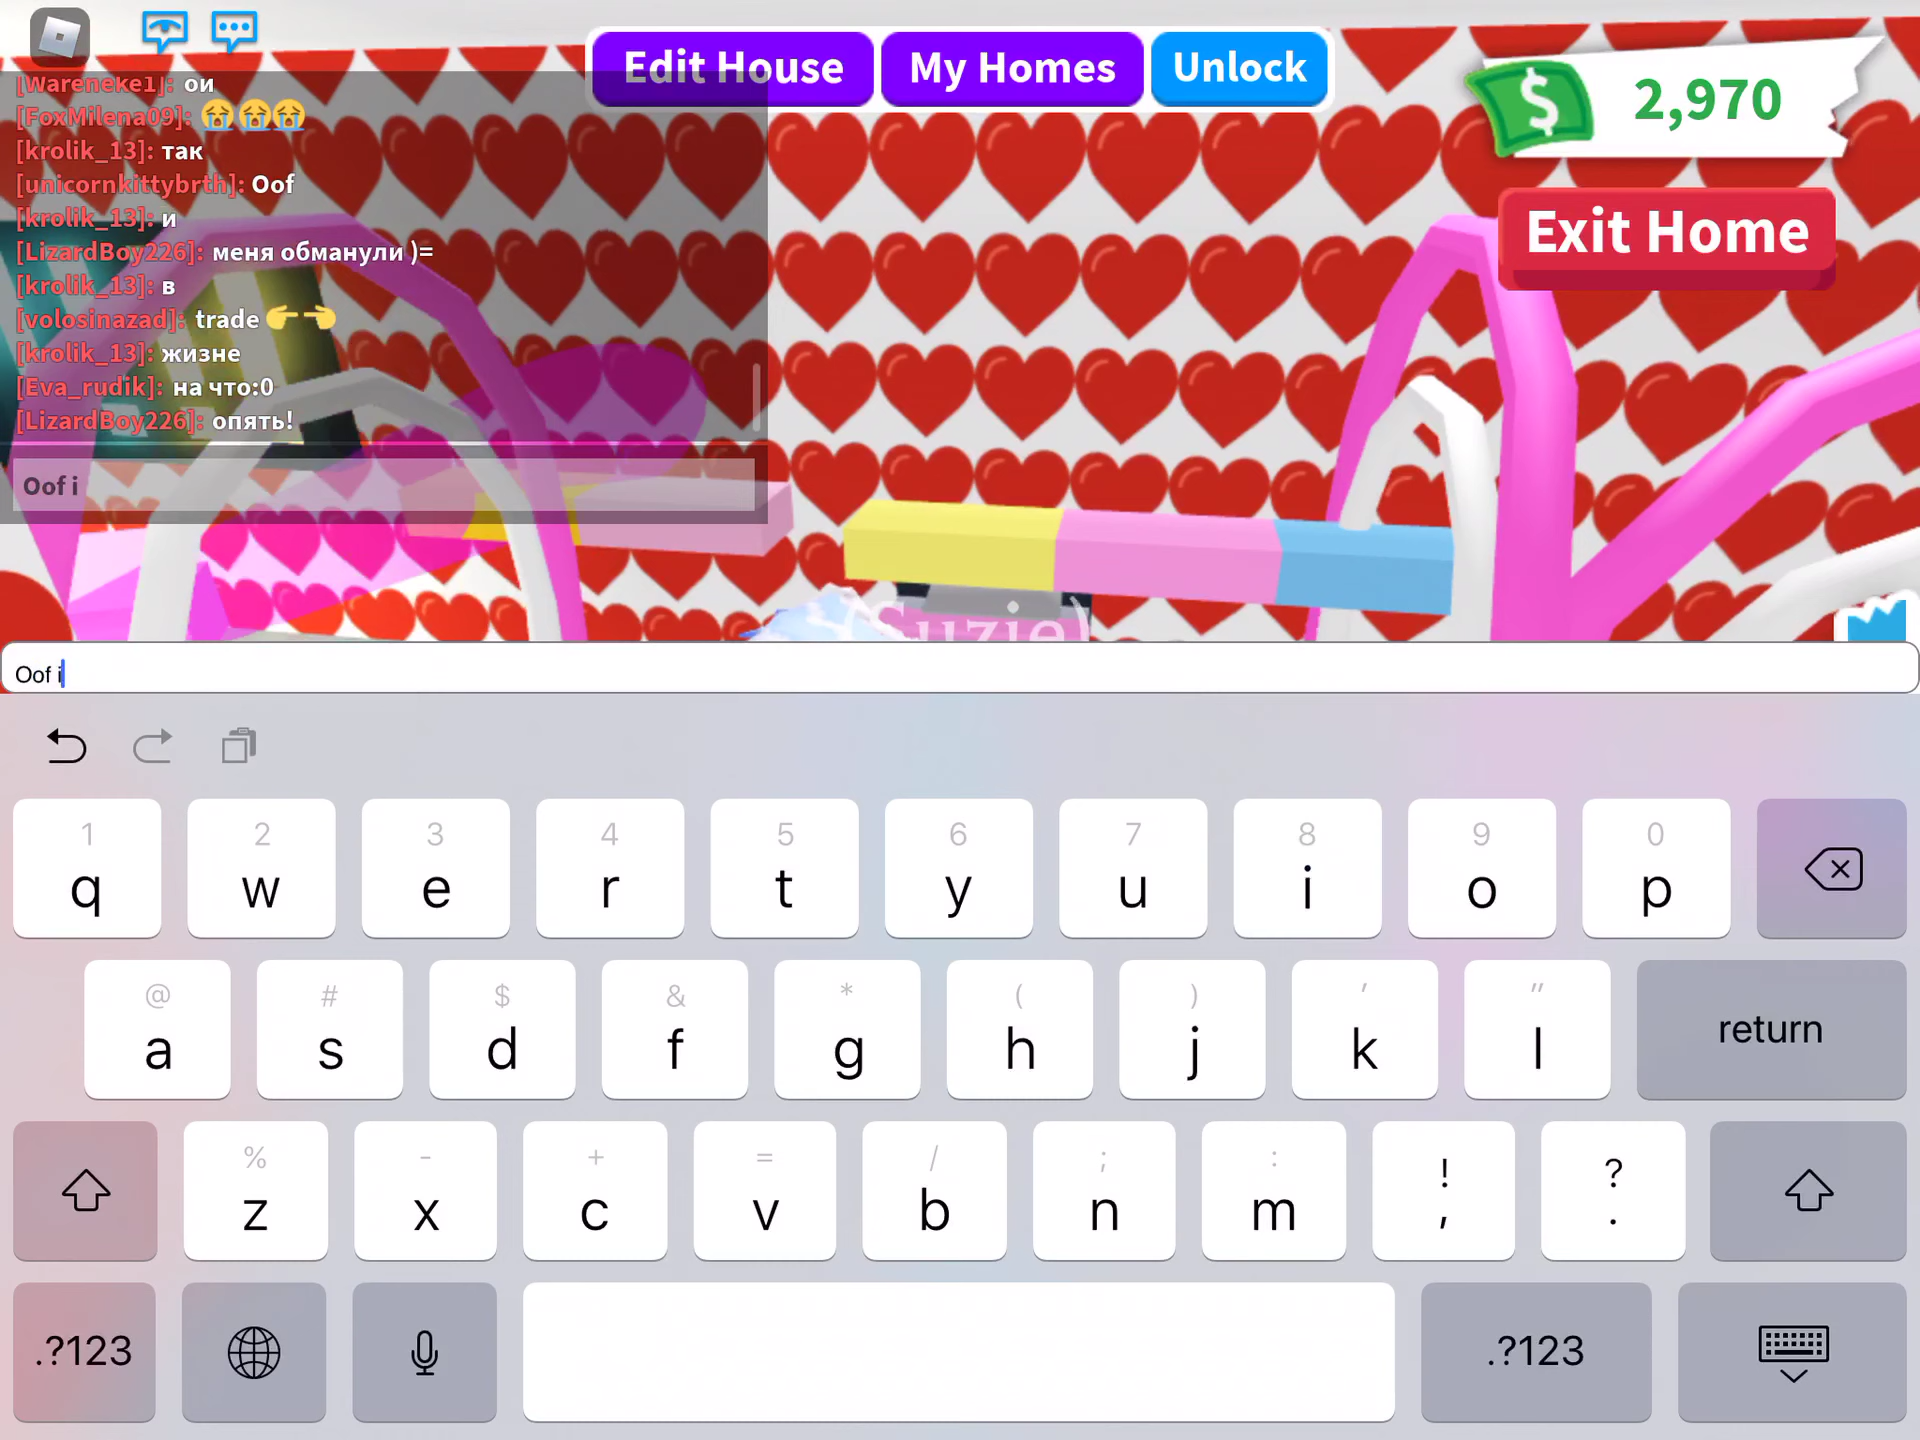 Edit House My Homes Unlock
2,970
Exit Home
[Wareneke1]: ои
[FoxMilena09]: 😭😭😭
[krolik_13]: так
[unicornkittybrth]: Oof
[krolik_13]: и
[LizardBoy226]: меня обманули )=
[krolik_13]: в
[volosinazad]: trade 👉👈
[krolik_13]: жизне
[Eva_rudik]: на что:0
[LizardBoy226]: опять!
Oof i
(Suzie)
Oof i
1 2 3 4 5 6 7 8 9 0
q w e r t y u i o p
@ # $ & * ( ) ' "
a s d f g h j k l return
% - + = / ; : ! ?
z x c v b n m , .
.?123 .?123